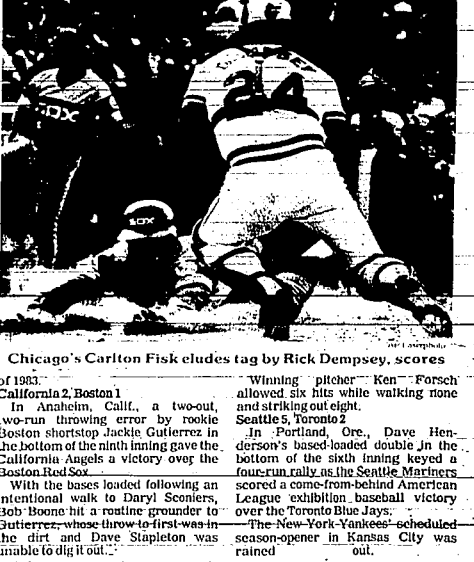 SOX
24
SOX
AP Laserphoto
Chicago's Carlton Fisk eludes tag by Rick Dempsey, scores
of 1983.
California 2, Boston 1
In Anaheim, Calif., a two-out,
two-run throwing error by rookie
Boston shortstop Jackie Gutierrez in
the bottom of the ninth inning gave the
California Angels a victory over the
Boston Red Sox.
With the bases loaded following an
intentional walk to Daryl Sconiers,
Bob Boone hit a routine grounder to
Gutierrez, whose throw to first was in
the dirt and Dave Stapleton was
unable to dig it out.
Winning pitcher Ken Forsch
allowed six hits while walking none
and striking out eight.
Seattle 5, Toronto 2
In Portland, Ore., Dave Hen-
derson's based-loaded double in the
bottom of the sixth inning keyed a
four-run rally as the Seattle Mariners
scored a come-from-behind American
League exhibition baseball victory
over the Toronto Blue Jays.
The New York Yankees' scheduled
season-opener in Kansas City was
rained out.